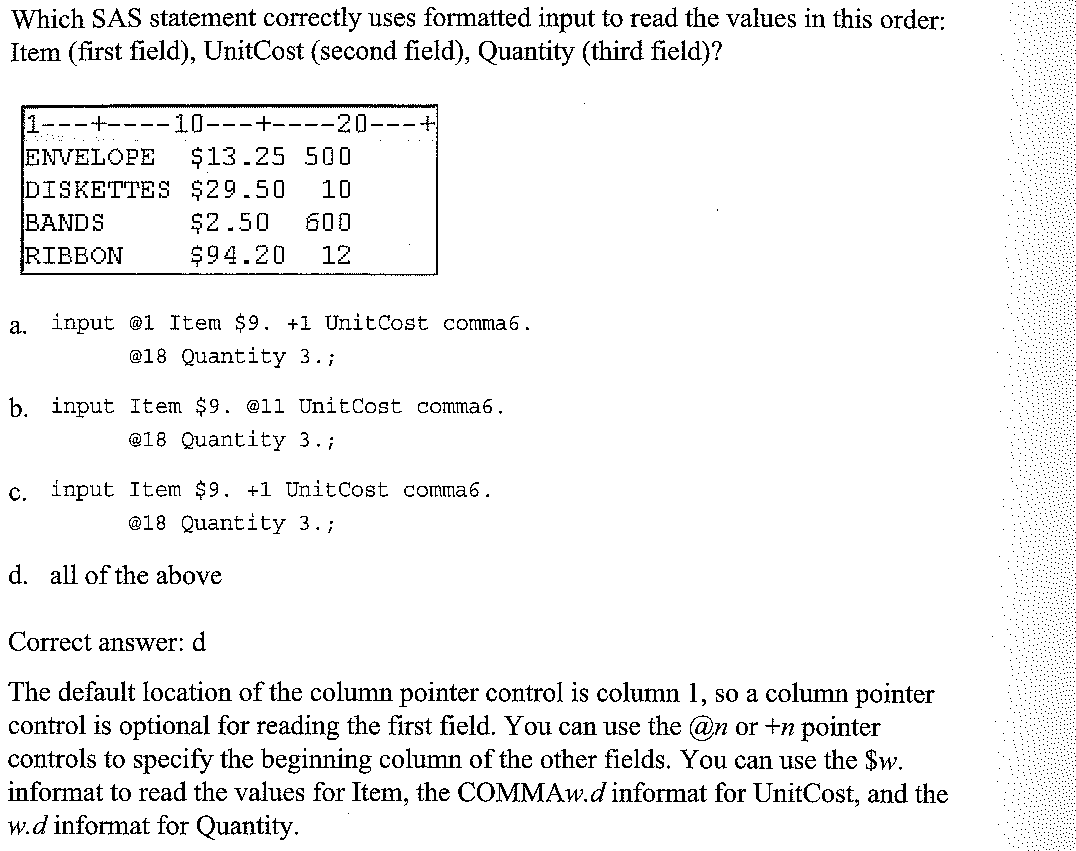 Which SAS statement correctly uses formatted input to read the values in this order:
Item (first field), UnitCost (second field), Quantity (third field)?
1---+----10---+----20---+
ENVELOPE  $13.25 500
DISKETTES $29.50  10
BANDS     $2.50  600
RIBBON    $94.20  12
a. input @1 Item $9. +1 UnitCost comma6.
@18 Quantity 3.;
b. input Item $9. @11 UnitCost comma6.
@18 Quantity 3.;
c. input Item $9. +1 UnitCost comma6.
@18 Quantity 3.;
d. all of the above
Correct answer: d
The default location of the column pointer control is column 1, so a column pointer
control is optional for reading the first field. You can use the @n or +n pointer
controls to specify the beginning column of the other fields. You can use the $w.
informat to read the values for Item, the COMMAw.d informat for UnitCost, and the
w.d informat for Quantity.